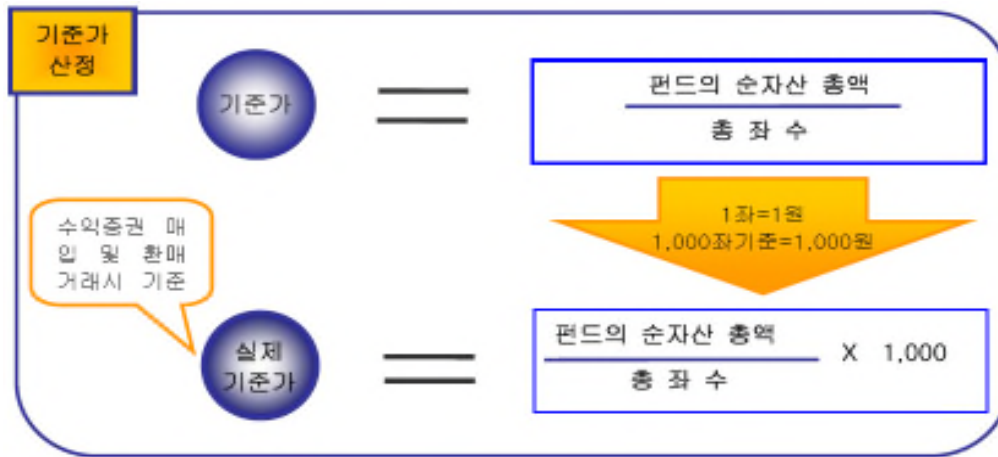 기준가
산정
기준가
펀드의 순자산 총액
총 좌 수
1좌=1원
1,000좌기준=1,000원
수익증권 매
입 및 환매
거래시 기준
실제
기준가
펀드의 순자산 총액
X 1,000
총 좌 수